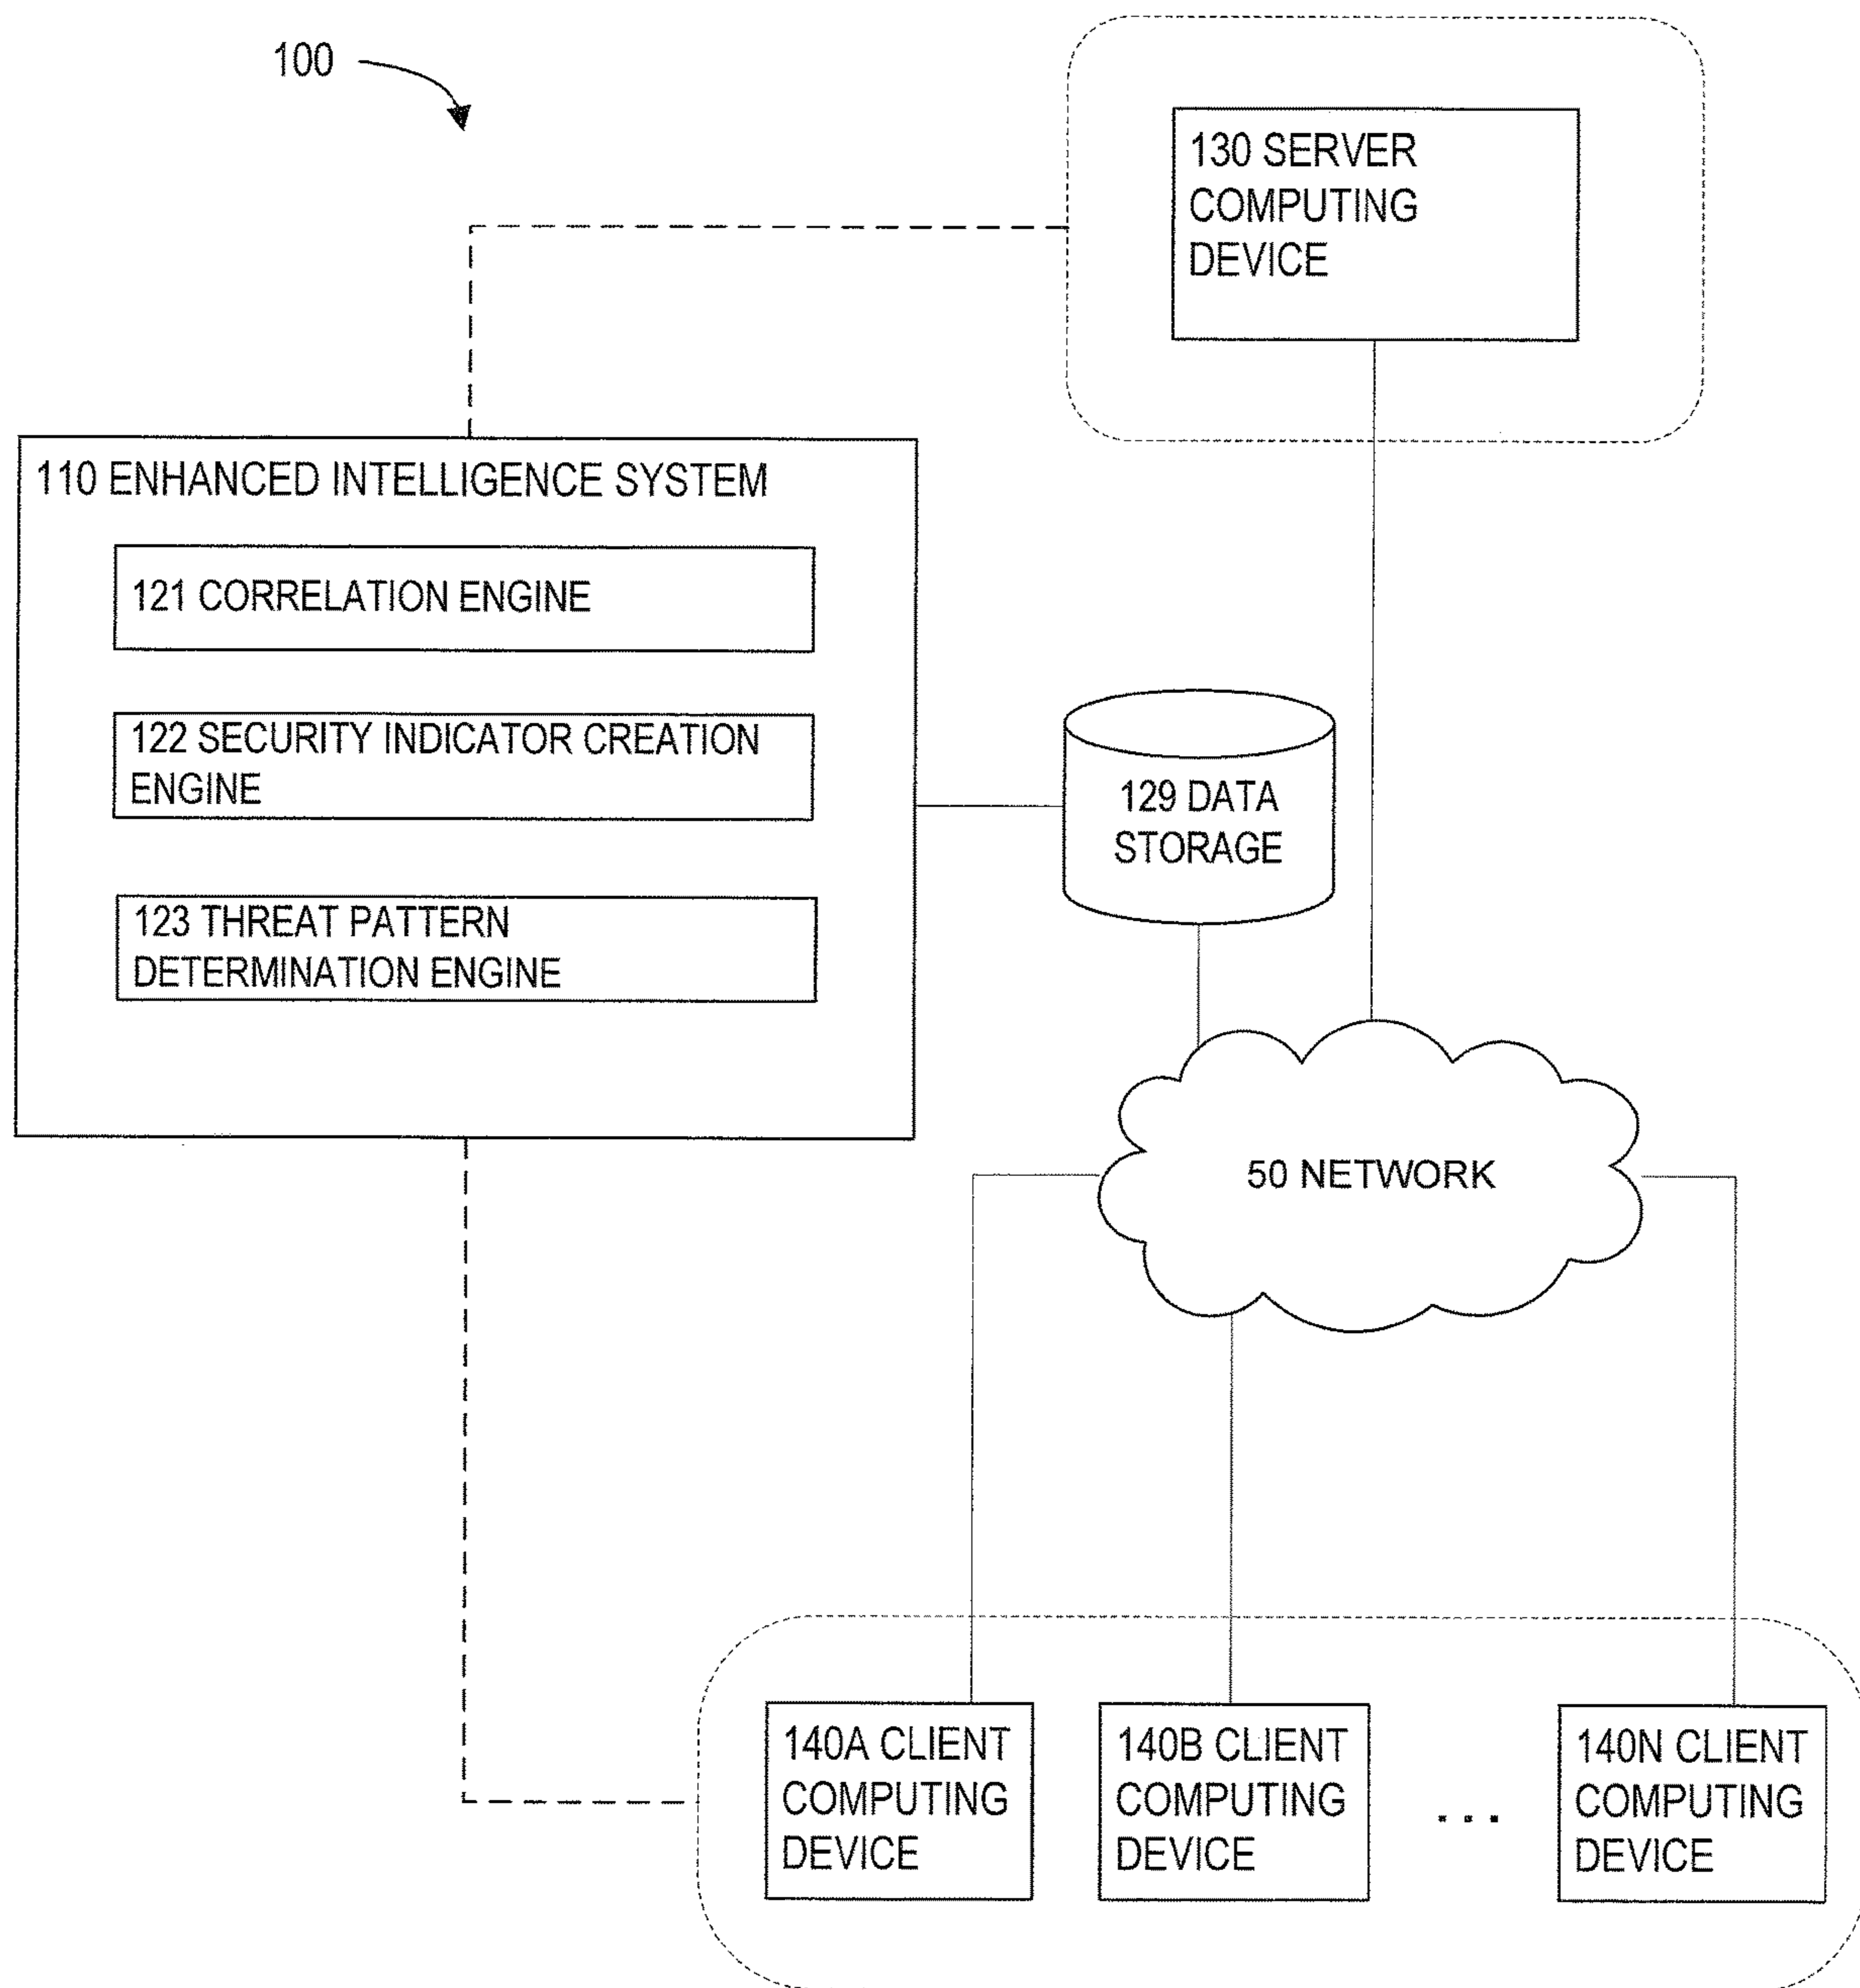 100
130 SERVER
COMPUTING
DEVICE
110 ENHANCED INTELLIGENCE SYSTEM
121 CORRELATION ENGINE
122 SECURITY INDICATOR CREATION
ENGINE
123 THREAT PATTERN
DETERMINATION ENGINE
129 DATA
STORAGE
50 NETWORK
140A CLIENT
COMPUTING
DEVICE
140B CLIENT
COMPUTING
DEVICE
...
140N CLIENT
COMPUTING
DEVICE